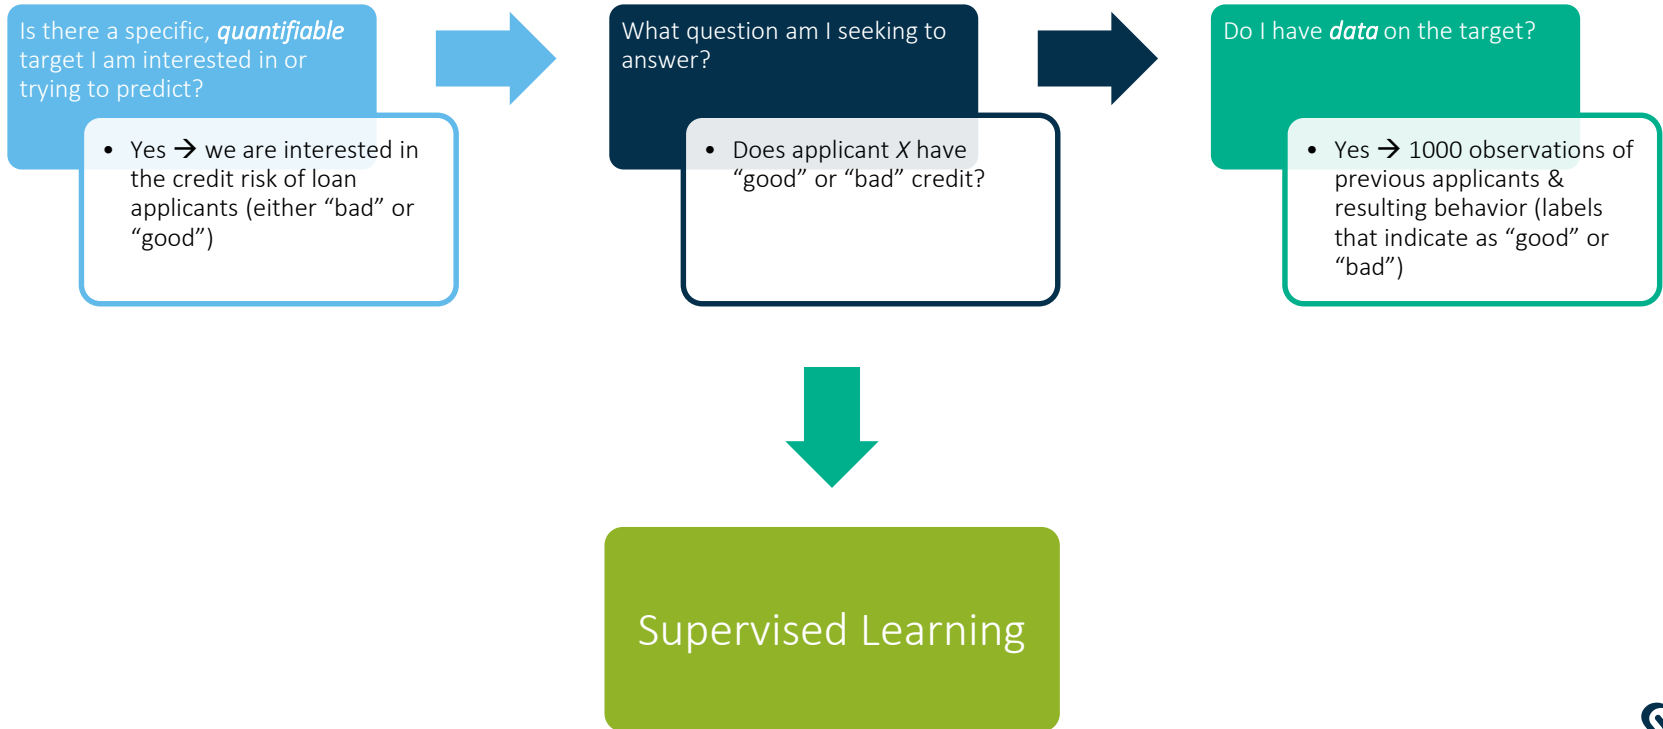 Is there a specific, quantifiable
target I am interested in or
trying to predict?
• Yes → we are interested in
the credit risk of loan
applicants (either “bad” or
“good”)
What question am I seeking to
answer?
• Does applicant X have
“good” or “bad” credit?
Do I have data on the target?
• Yes → 1000 observations of
previous applicants &
resulting behavior (labels
that indicate as “good” or
“bad”)
Supervised Learning